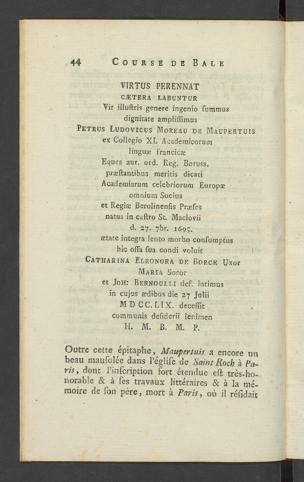 44 COURSE DE BALE
VIRTUS PERENNAT
CÆTERA LABUNTUR
Vir illustris genere ingenio summus
dignitate amplissimus
PETRUS LUDOVICUS MOREAU DE MAUPERTUIS
ex Collegio XL Academicorum
linguæ francicæ
Eques aur. ord. Reg. Boruss.
præstantibus meritis dicati
Academiarum celebriorum Europæ
omnium Socius
et Regiæ Berolinensis Præses
natus in castro St. Maclovii
d. 27. 7br. 1695.
ætate integra lento morbo consumptus
hic ossa sua condi voluit
CATHARINA ELEONORA DE BORCK Uxor
MARIA Soror
et JOH: BERNOULLI def. intimus
in cujus ædibus die 27 Julii
MDCC.LIX. decessit
communis desiderii lenimen
H. M. B. M. P.
Outre cette épitaphe, Maupertuis a encore un
beau mausolée dans l'église de Saint Roch à Pa-
ris, dont l'inscription fort étendue est très-ho-
norable & à ses travaux littéraires & à la mé-
moire de son père, mort à Paris, où il résidait